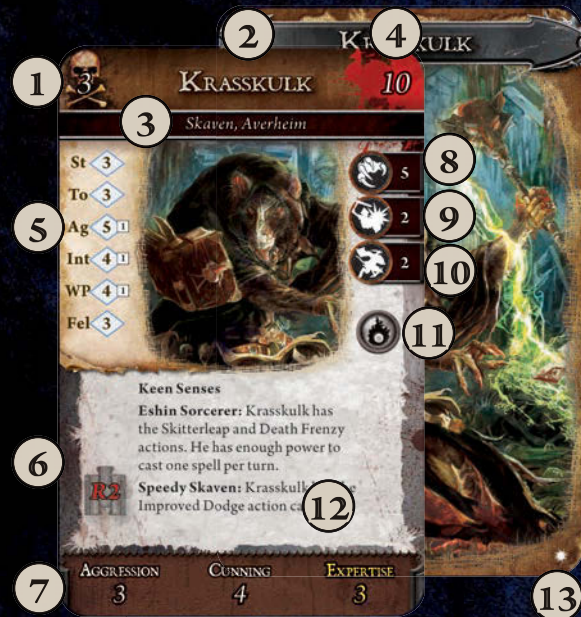 2
4
KRASSKULK
1
3
KRASSKULK
10
3
Skaven, Averheim
St 3
To 3
5
Ag 5 1
Int 4 1
WP 4 1
Fel 3
5
8
2
9
2
10
11
Keen Senses
Eshin Sorcerer: Krasskulk has
the Skitterleap and Death Frenzy
actions. He has enough power to
cast one spell per turn.
6
R2
Speedy Skaven: Krasskulk
Improved Dodge action
12
7
AGGRESSION
3
CUNNING
4
EXPERTISE
3
13